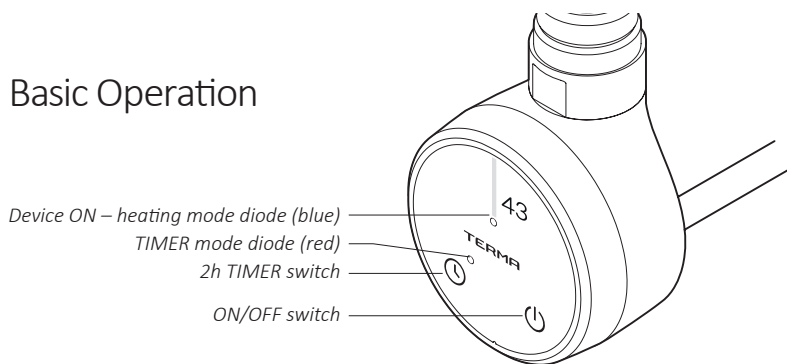 Basic Operation
43
Device ON – heating mode diode (blue)
TERMA
TIMER mode diode (red)
2h TIMER switch
ON/OFF switch